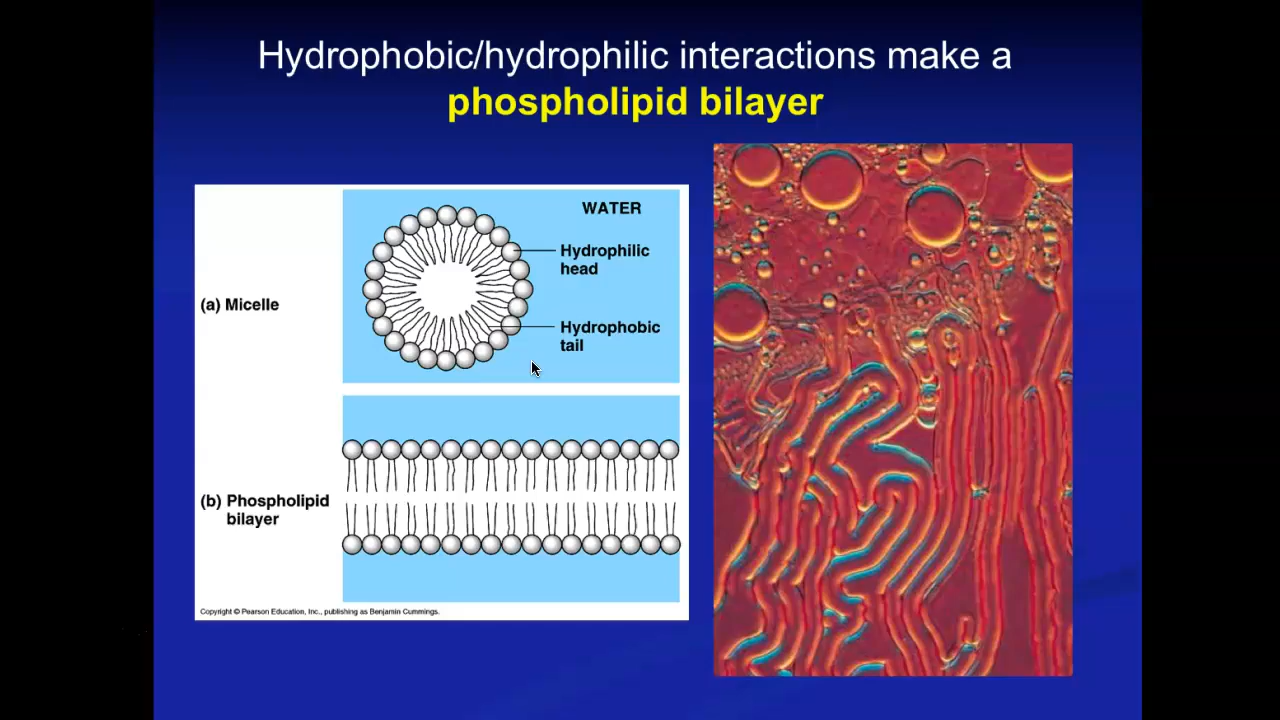 Hydrophobic/hydrophilic interactions make a
phospholipid bilayer
WATER
Hydrophilic
head
(a) Micelle
Hydrophobic
tail
(b) Phospholipid
bilayer
Copyright © Pearson Education, Inc., publishing as Benjamin Cummings.